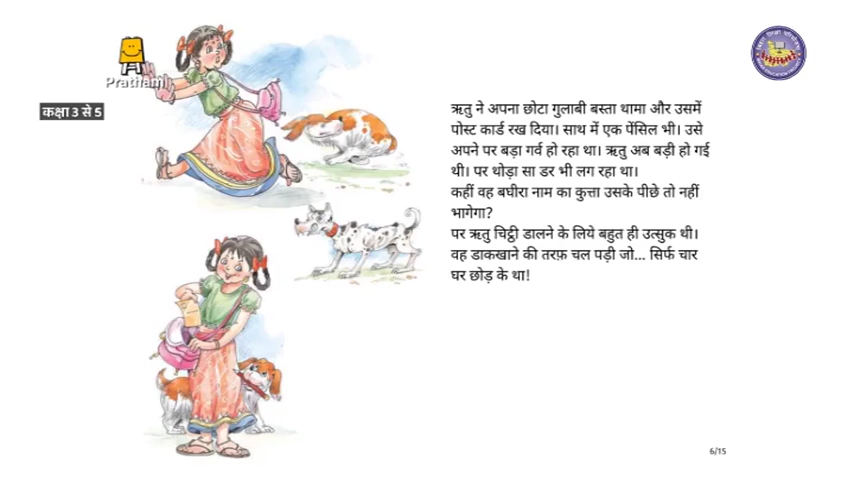 Pratham
कक्षा 3 से 5
ऋतु ने अपना छोटा गुलाबी बस्ता थामा और उसमें
पोस्ट कार्ड रख दिया। साथ में एक पेंसिल भी। उसे
अपने पर बड़ा गर्व हो रहा था। ऋतु अब बड़ी हो गई
थी। पर थोड़ा सा डर भी लग रहा था।
कहीं वह बघीरा नाम का कुत्ता उसके पीछे तो नहीं
भागेगा?
पर ऋतु चिट्ठी डालने के लिये बहुत ही उत्सुक थी।
वह डाकखाने की तरफ़ चल पड़ी जो... सिर्फ चार
घर छोड़ के था!
6/15